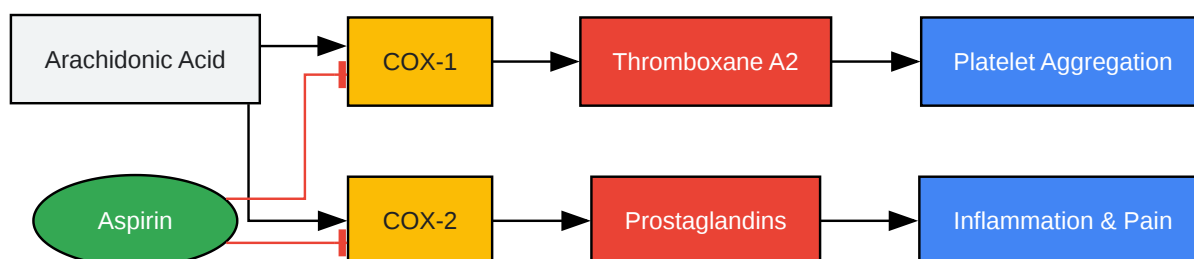 Arachidonic Acid
COX-1
Thromboxane A2
Platelet Aggregation
Aspirin
COX-2
Prostaglandins
Inflammation & Pain